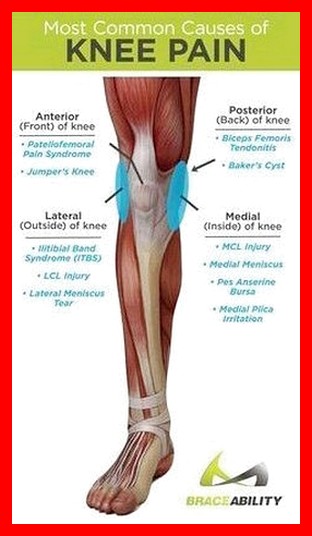 Most Common Causes of
KNEE PAIN
Anterior
(Front) of knee
• Patellofemoral
Pain Syndrome
• Jumper's Knee
Posterior
(Back) of knee
• Biceps Femoris
Tendonitis
• Baker's Cyst
Lateral
(Outside) of knee
• Ilitibial Band
Syndrome (ITBS)
• LCL Injury
• Lateral Meniscus
Tear
Medial
(Inside) of knee
• MCL Injury
• Medial Meniscus
• Pes Anserine
Bursa
• Medial Plica
Irritation
BRACEABILITY